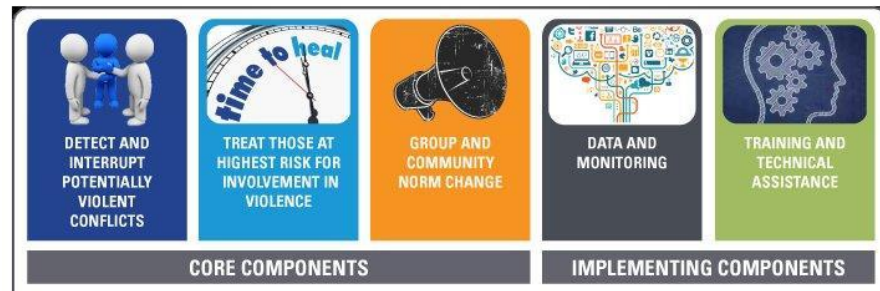 time to heal
DETECT AND
INTERRUPT
POTENTIALLY
VIOLENT
CONFLICTS
TREAT THOSE AT
HIGHEST RISK FOR
INVOLVEMENT IN
VIOLENCE
GROUP AND
COMMUNITY
NORM CHANGE
DATA AND
MONITORING
TRAINING AND
TECHNICAL
ASSISTANCE
CORE COMPONENTS
IMPLEMENTING COMPONENTS